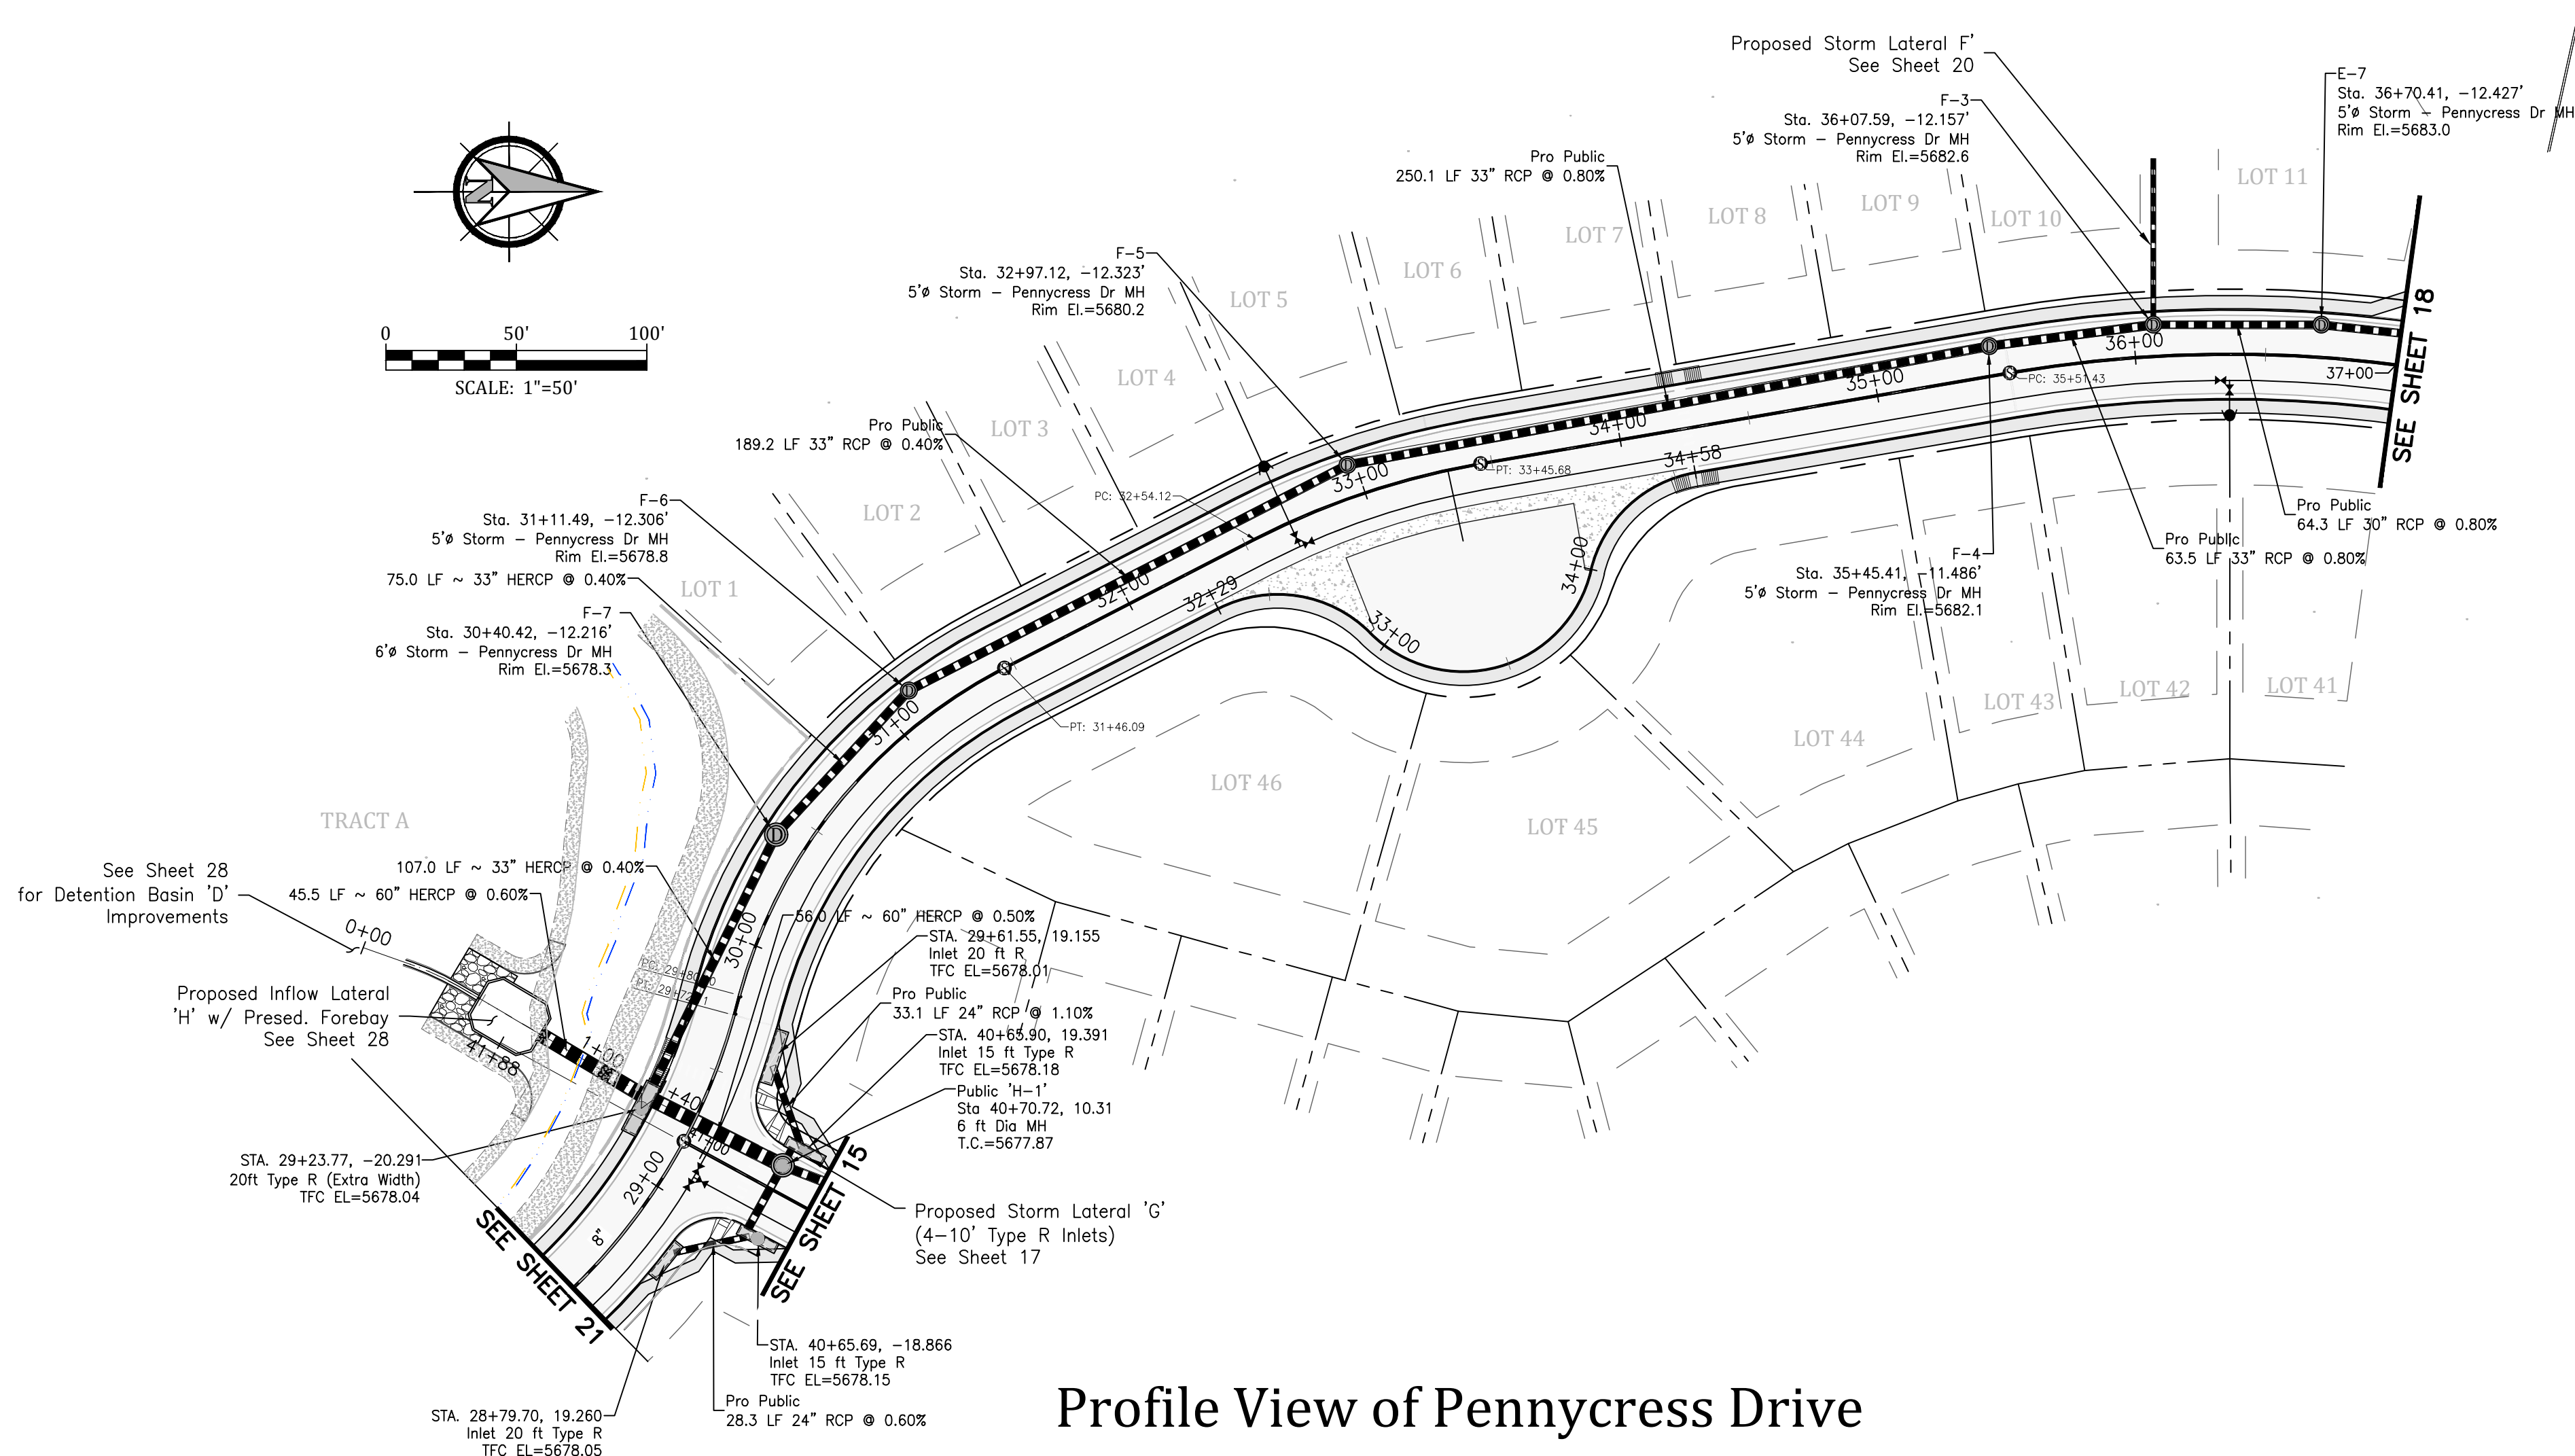 Proposed Storm Lateral F'
See Sheet 20
E-7
Sta. 36+70.41, -12.427'
5'ø Storm - Pennycress Dr MH
Rim El.=5683.0
F-3
Sta. 36+07.59, -12.157'
5'ø Storm - Pennycress Dr MH
Rim El.=5682.6
Pro Public
250.1 LF 33" RCP @ 0.80%
N
LOT 11
LOT 10
LOT 9
LOT 8
LOT 7
LOT 6
LOT 5
LOT 4
LOT 3
LOT 2
LOT 1
F-5
Sta. 32+97.12, -12.323'
5'ø Storm - Pennycress Dr MH
Rim El.=5680.2
0 50' 100'
SCALE: 1"=50'
SEE SHEET 18
37+00
36+00
PC: 35+51.43
35+00
34+00
34+58
PT: 33+45.68
33+00
PC: 32+54.12
32+00
32+29
33+00
34+00
Pro Public
189.2 LF 33" RCP @ 0.40%
F-6
Sta. 31+11.49, -12.306'
5'ø Storm - Pennycress Dr MH
Rim El.=5678.8
75.0 LF ~ 33" HERCP @ 0.40%
F-7
Sta. 30+40.42, -12.216'
6'ø Storm - Pennycress Dr MH
Rim El.=5678.3
Pro Public
64.3 LF 30" RCP @ 0.80%
Pro Public
63.5 LF 33" RCP @ 0.80%
F-4
Sta. 35+45.41, -11.486'
5'ø Storm - Pennycress Dr MH
Rim El.=5682.1
LOT 41
LOT 42
LOT 43
LOT 44
LOT 45
LOT 46
31+00
PT: 31+46.09
TRACT A
107.0 LF ~ 33" HERCP @ 0.40%
45.5 LF ~ 60" HERCP @ 0.60%
See Sheet 28
for Detention Basin 'D'
Improvements
0+00
30+00
56.0 LF ~ 60" HERCP @ 0.50%
STA. 29+61.55, 19.155
Inlet 20 ft R
TFC EL=5678.01
Pro Public
33.1 LF 24" RCP @ 1.10%
STA. 40+65.90, 19.391
Inlet 15 ft Type R
TFC EL=5678.18
Public 'H-1'
Sta 40+70.72, 10.31
6 ft Dia MH
T.C.=5677.87
Proposed Inflow Lateral
'H' w/ Presed. Forebay
See Sheet 28
41+88
1+00
+40
41+00
29+00
8"
STA. 29+23.77, -20.291
20ft Type R (Extra Width)
TFC EL=5678.04
SEE SHEET 15
SEE SHEET 21
Proposed Storm Lateral 'G'
(4-10' Type R Inlets)
See Sheet 17
STA. 40+65.69, -18.866
Inlet 15 ft Type R
TFC EL=5678.15
Pro Public
28.3 LF 24" RCP @ 0.60%
STA. 28+79.70, 19.260
Inlet 20 ft Type R
TFC EL=5678.05
Profile View of Pennycress Drive